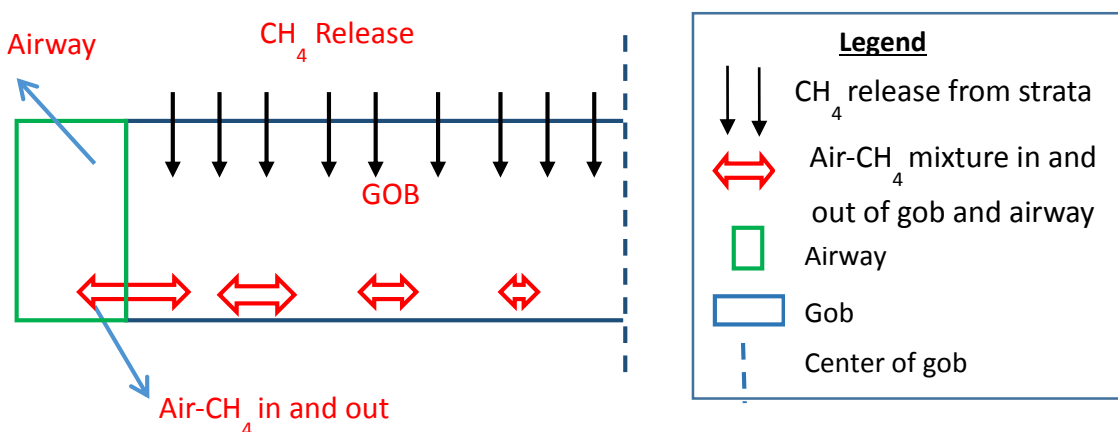 Airway
CH4 Release
GOB
Air-CH4 in and out
Legend
CH4 release from strata
Air-CH4 mixture in and
out of gob and airway
Airway
Gob
Center of gob